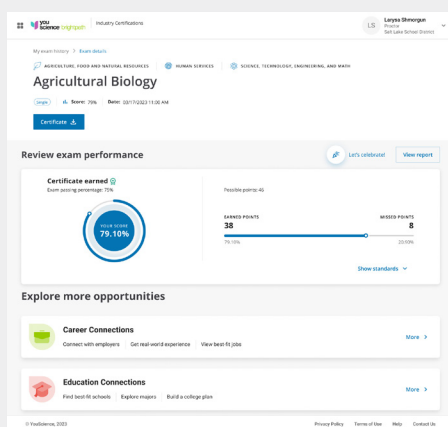 you science brightpath
Industry Certifications
LS
Larysa Shmorgun
Proctor
Salt Lake School District
My exam history > Exam details
AGRICULTURE, FOOD AND NATURAL RESOURCES
HUMAN SERVICES
SCIENCE, TECHNOLOGY, ENGINEERING, AND MATH
Agricultural Biology
Score: 79%
Date: 03/17/2023 11:00 AM
Certificate
Review exam performance
Let's celebrate!
View report
Certificate earned
Exam passing percentage: 75%
Possible points: 46
YOUR SCORE
79.10%
EARNED POINTS
MISSED POINTS
38
8
79.10%
20.90%
Show standards
Explore more opportunities
Career Connections
Connect with employers
Get real-world experience
View best-fit jobs
More >
Education Connections
Find best-fit schools
Explore majors
Build a college plan
More >
© YouScience, 2023
Privacy Policy
Terms of Use
Help
Contact Us